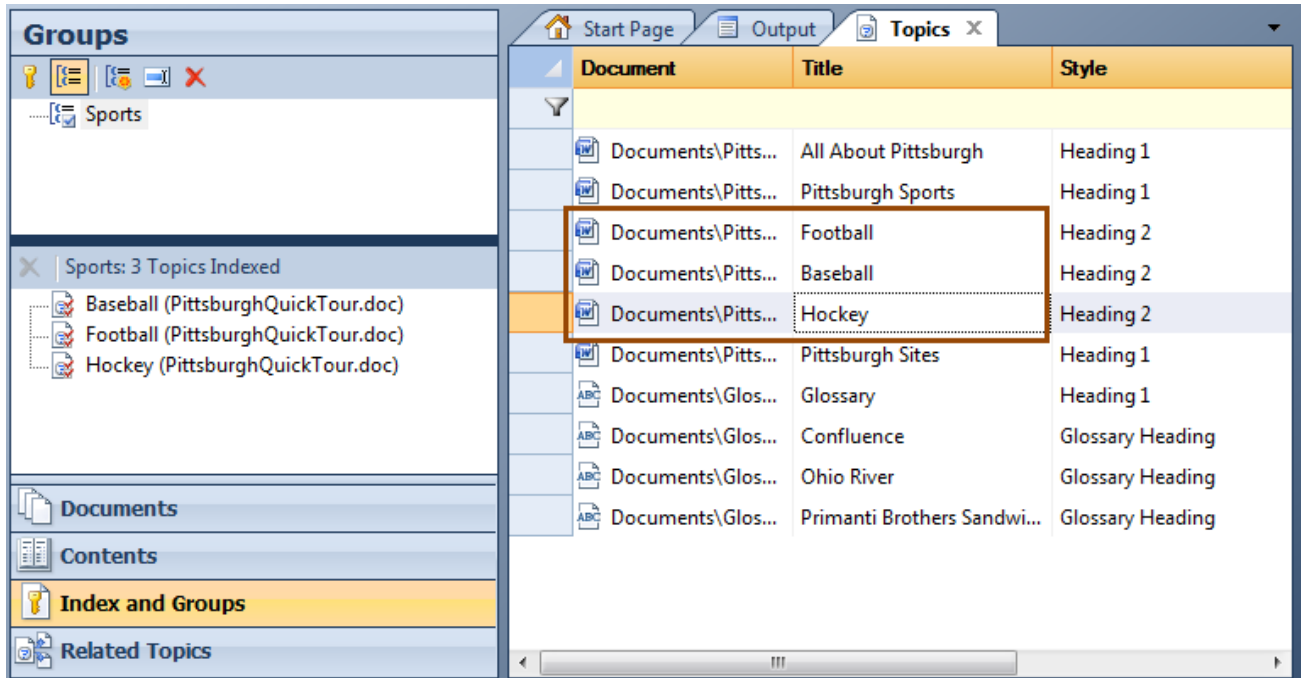 Groups
Sports
Sports: 3 Topics Indexed
Baseball (PittsburghQuickTour.doc)
Football (PittsburghQuickTour.doc)
Hockey (PittsburghQuickTour.doc)
Documents
Contents
Index and Groups
Related Topics
Start Page Output Topics X
Document Title Style
Documents\Pitts... All About Pittsburgh Heading 1
Documents\Pitts... Pittsburgh Sports Heading 1
Documents\Pitts... Football Heading 2
Documents\Pitts... Baseball Heading 2
Documents\Pitts... Hockey Heading 2
Documents\Pitts... Pittsburgh Sites Heading 1
ABC Documents\Glos... Glossary Heading 1
ABC Documents\Glos... Confluence Glossary Heading
ABC Documents\Glos... Ohio River Glossary Heading
ABC Documents\Glos... Primanti Brothers Sandwi... Glossary Heading